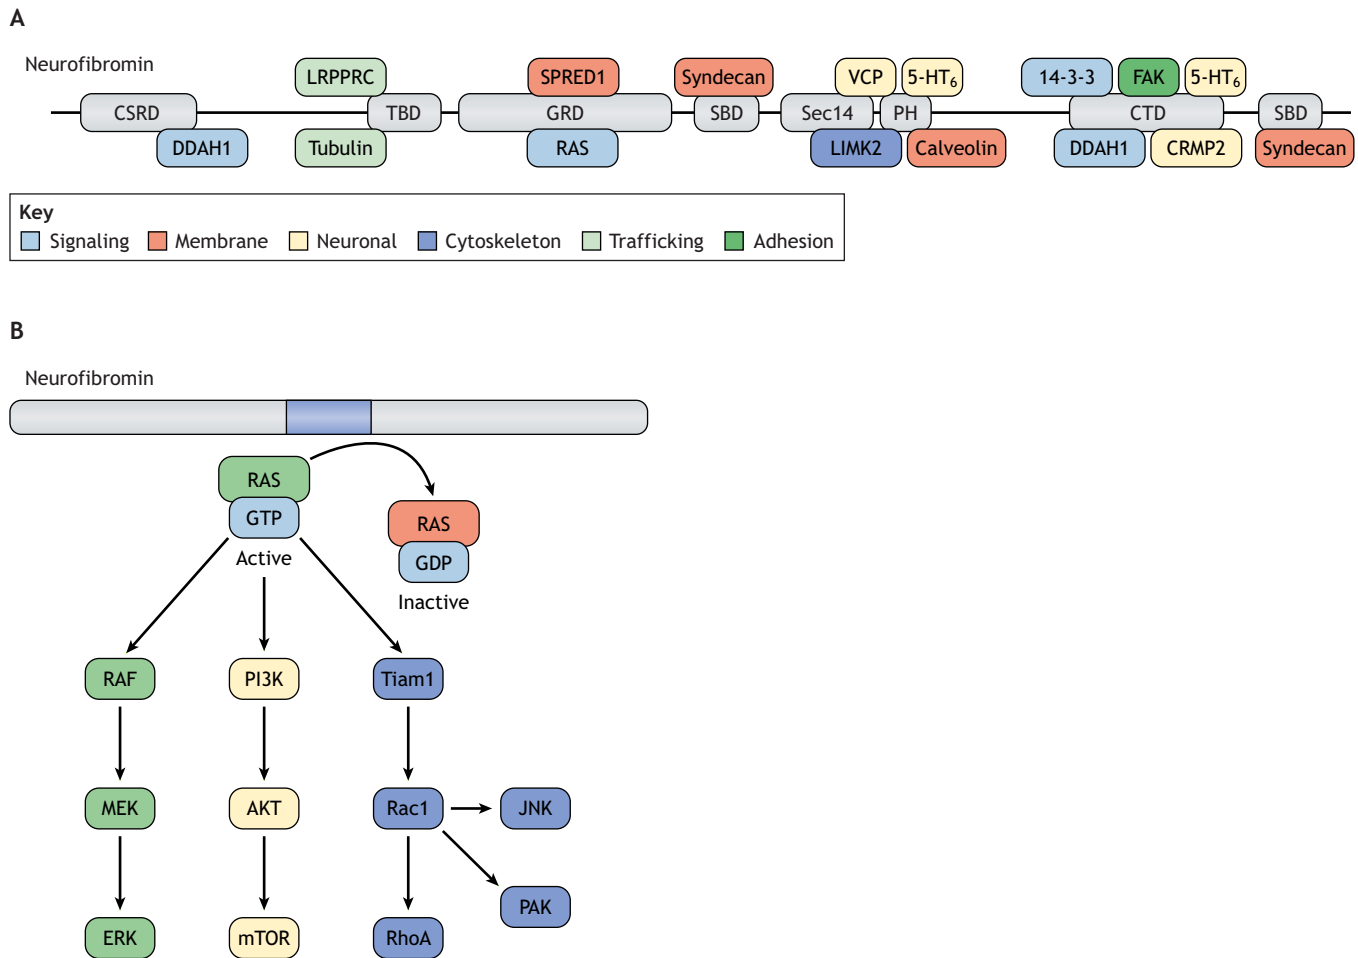 A
Neurofibromin
LRPPRC SPRED1 Syndecan VCP 5-HT6 14-3-3 FAK 5-HT6
CSRD TBD GRD SBD Sec14 PH CTD SBD
DDAH1 Tubulin RAS LIMK2 Calveolin DDAH1 CRMP2 Syndecan
Key
Signaling Membrane Neuronal Cytoskeleton Trafficking Adhesion
B
Neurofibromin
RAS
GTP
Active
RAS
GDP
Inactive
RAF PI3K Tiam1
MEK AKT Rac1 JNK
PAK
ERK mTOR RhoA